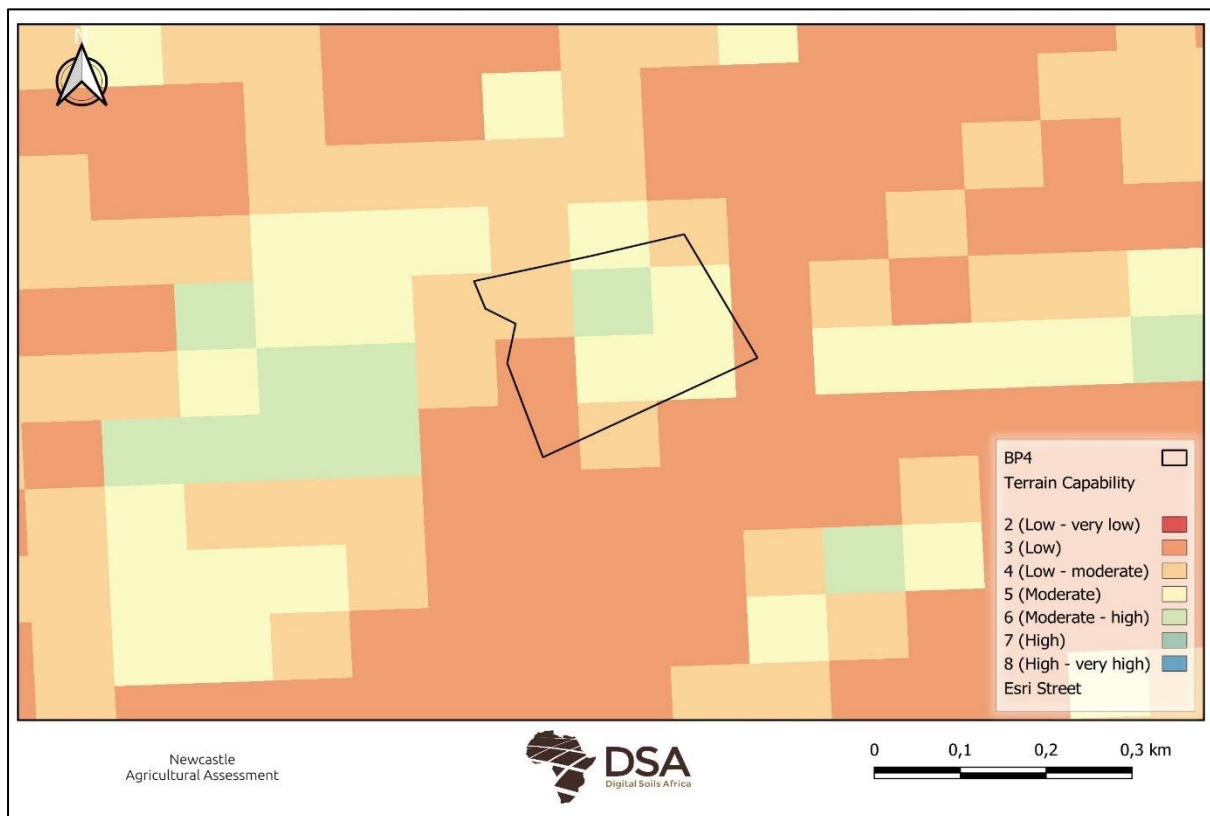 N
BP4
Terrain Capability
2 (Low - very low)
3 (Low)
4 (Low - moderate)
5 (Moderate)
6 (Moderate - high)
7 (High)
8 (High - very high)
Esri Street
Newcastle
Agricultural Assessment
DSA
Digital Soils Africa
0 0,1 0,2 0,3 km